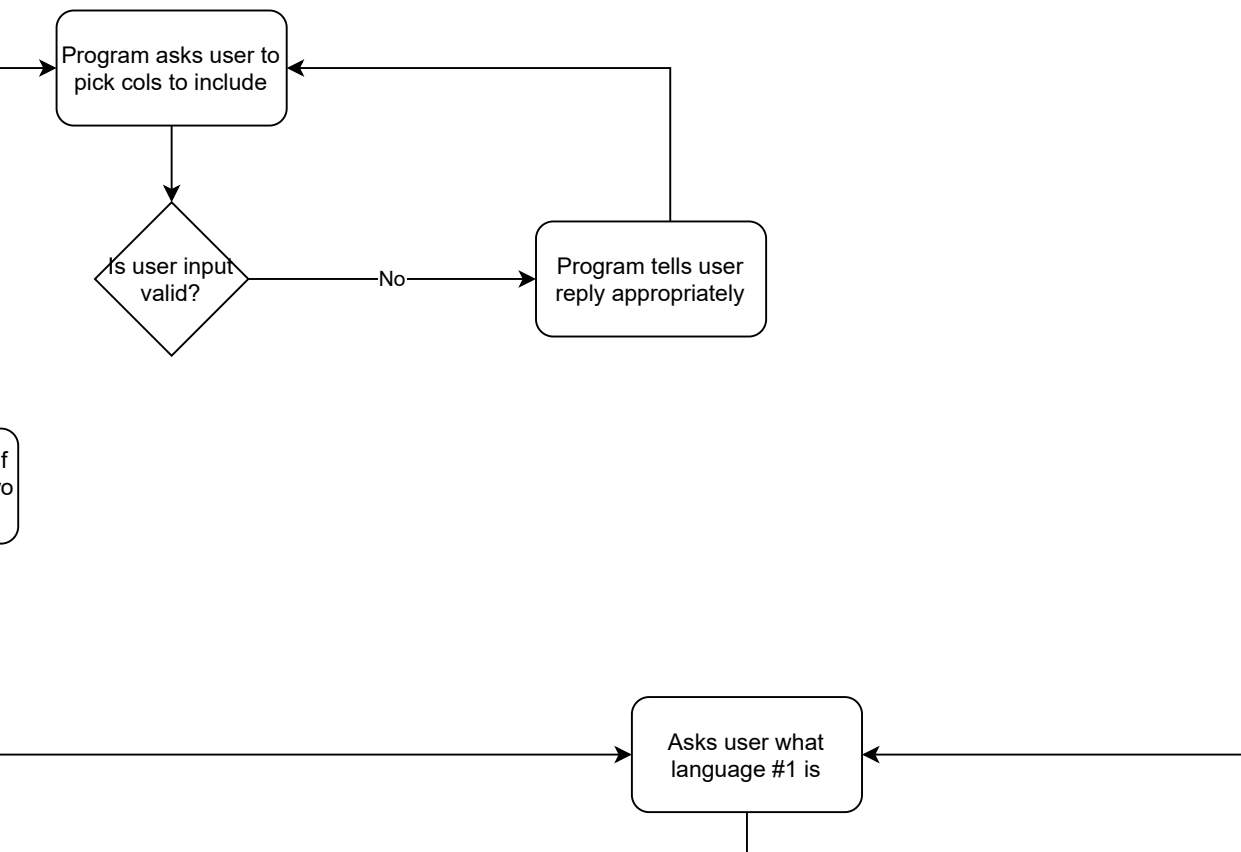 Program asks user to
pick cols to include
Is user input
valid?
No
Program tells user
reply appropriately
Asks user what
language #1 is